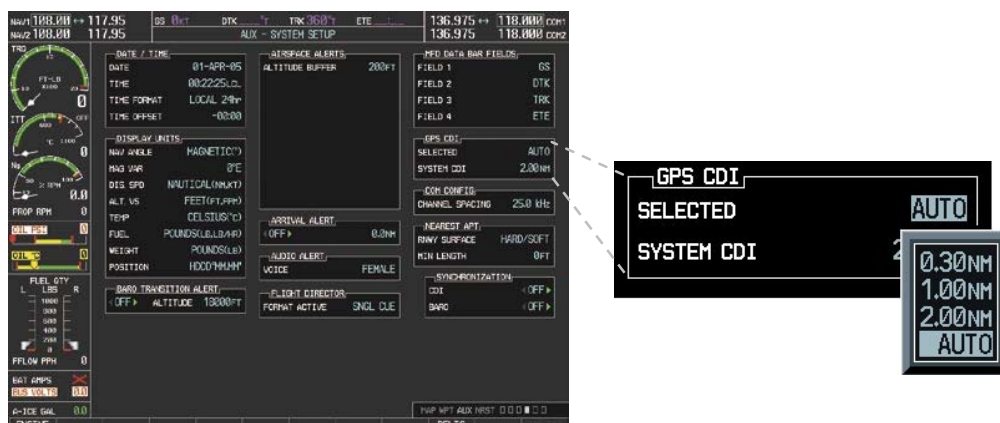 NAV1 108.00 ↔ 117.95 GS 0KT DTK ___°T TRK 360°T ETE ___ 136.975 ↔ 118.000 COM1
NAV2 108.00 117.95 AUX - SYSTEM SETUP 136.975 118.000 COM2
TRQ
FT-LB
X100
0
ITT
OFF
°C
0
0.0
PROP RPM 0
OIL PSI 0
OIL °C 0
FUEL QTY
L LBS R
0
FFLOW PPH 0
BAT AMPS
BUS VOLTS 0.0
A-ICE GAL 0.0
DATE / TIME
DATE 01-APR-05
TIME 00:22:25LCL
TIME FORMAT LOCAL 24hr
TIME OFFSET -00:00
DISPLAY UNITS
NAV ANGLE MAGNETIC(°)
MAG VAR 0°E
DIS, SPD NAUTICAL(NM,KT)
ALT, VS FEET(FT,FPM)
TEMP CELSIUS(°C)
FUEL POUNDS(LB,LB/HR)
WEIGHT POUNDS(LB)
POSITION HDDD°MM.MM'
BARO TRANSITION ALERT
OFF ALTITUDE 18000FT
AIRSPACE ALERTS
ALTITUDE BUFFER 200FT
ARRIVAL ALERT
OFF 0.0NM
AUDIO ALERT
VOICE FEMALE
FLIGHT DIRECTOR
FORMAT ACTIVE SNGL CUE
MFD DATA BAR FIELDS
FIELD 1 GS
FIELD 2 DTK
FIELD 3 TRK
FIELD 4 ETE
GPS CDI
SELECTED AUTO
SYSTEM CDI 2.00NM
COM CONFIG
CHANNEL SPACING 25.0 kHz
NEAREST APT
RNWY SURFACE HARD/SOFT
MIN LENGTH 0FT
SYNCHRONIZATION
CDI OFF
BARO OFF
MAP WPT AUX NRST
GPS CDI
SELECTED AUTO
SYSTEM CDI 2
0.30NM
1.00NM
2.00NM
AUTO